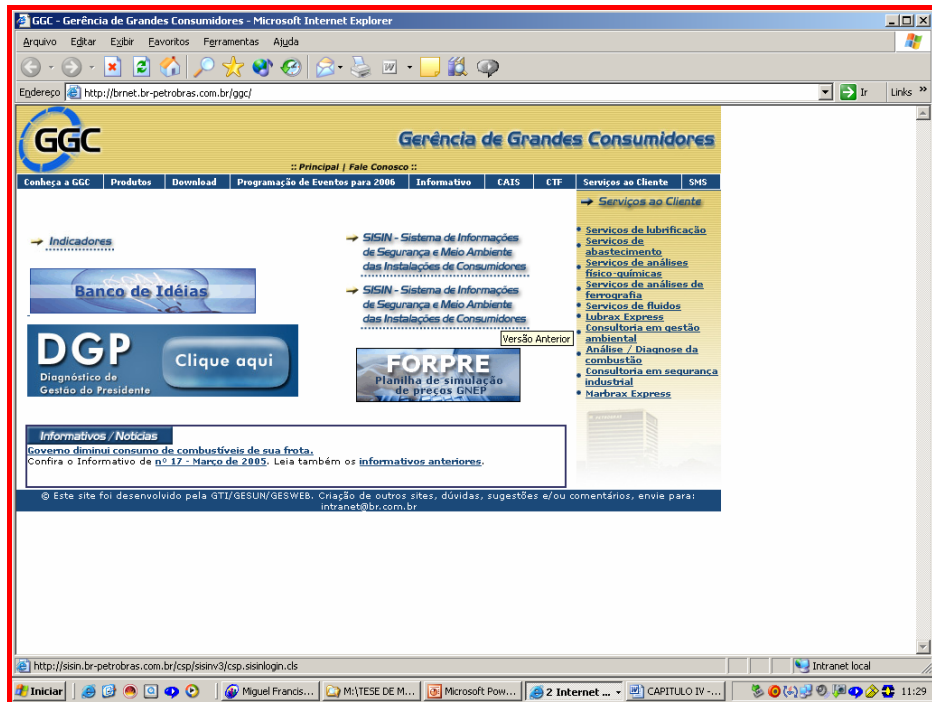 GGC - Gerência de Grandes Consumidores - Microsoft Internet Explorer
Arquivo Editar Exibir Favoritos Ferramentas Ajuda
Endereço http://brnet.br-petrobras.com.br/ggc/ Ir Links »
GGC
Gerência de Grandes Consumidores
:: Principal | Fale Conosco ::
Conheça a GGC Produtos Download Programação de Eventos para 2006 Informativo CAIS CTF Serviços ao Cliente SMS
Serviços ao Cliente
Indicadores
Banco de Idéias
DGP
Diagnóstico de
Gestão do Presidente
Clique aqui
SISIN - Sistema de Informações
de Segurança e Meio Ambiente
das Instalações de Consumidores
SISIN - Sistema de Informações
de Segurança e Meio Ambiente
das Instalações de Consumidores
Versão Anterior
FORPRE
Planilha de simulação
de preços GNEP
Serviços de lubrificação
Serviços de
abastecimento
Serviços de análises
físico-químicas
Serviços de análises de
ferrografia
Serviços de fluidos
Lubrax Express
Consultoria em gestão
ambiental
Análise / Diagnose da
combustão
Consultoria em segurança
industrial
Marbrax Express
Informativos / Notícias
Governo diminui consumo de combustíveis de sua frota.
Confira o Informativo de nº 17 - Março de 2005. Leia também os informativos anteriores.
© Este site foi desenvolvido pela GTI/GESUN/GESWEB. Criação de outros sites, dúvidas, sugestões e/ou comentários, envie para:
intranet@br.com.br
http://sisin.br-petrobras.com.br/csp/sisinv3/csp.sisinlogin.cls Intranet local
Iniciar Miguel Francis... M:\TESE DE M... Microsoft Pow... 2 Internet ... CAPITULO IV -... 11:29